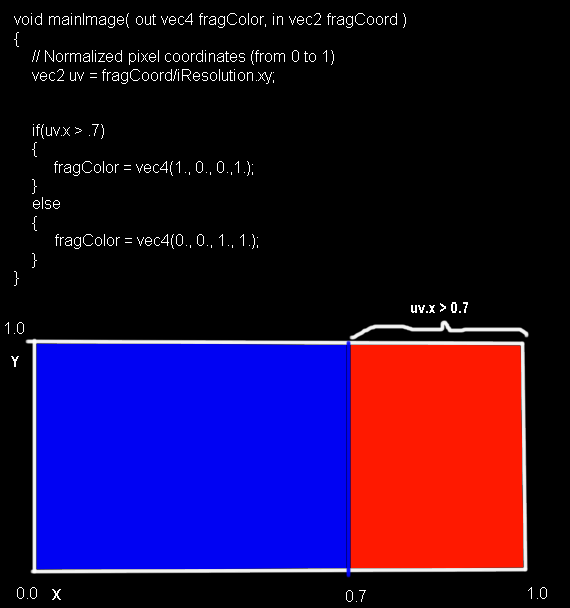 void mainImage( out vec4 fragColor, in vec2 fragCoord )
{
// Normalized pixel coordinates (from 0 to 1)
vec2 uv = fragCoord/iResolution.xy;
if(uv.x > .7)
{
fragColor = vec4(1., 0., 0.,1.);
}
else
{
fragColor = vec4(0., 0., 1., 1.);
}
}
uv.x > 0.7
1.0
Y
0.0 X 0.7 1.0